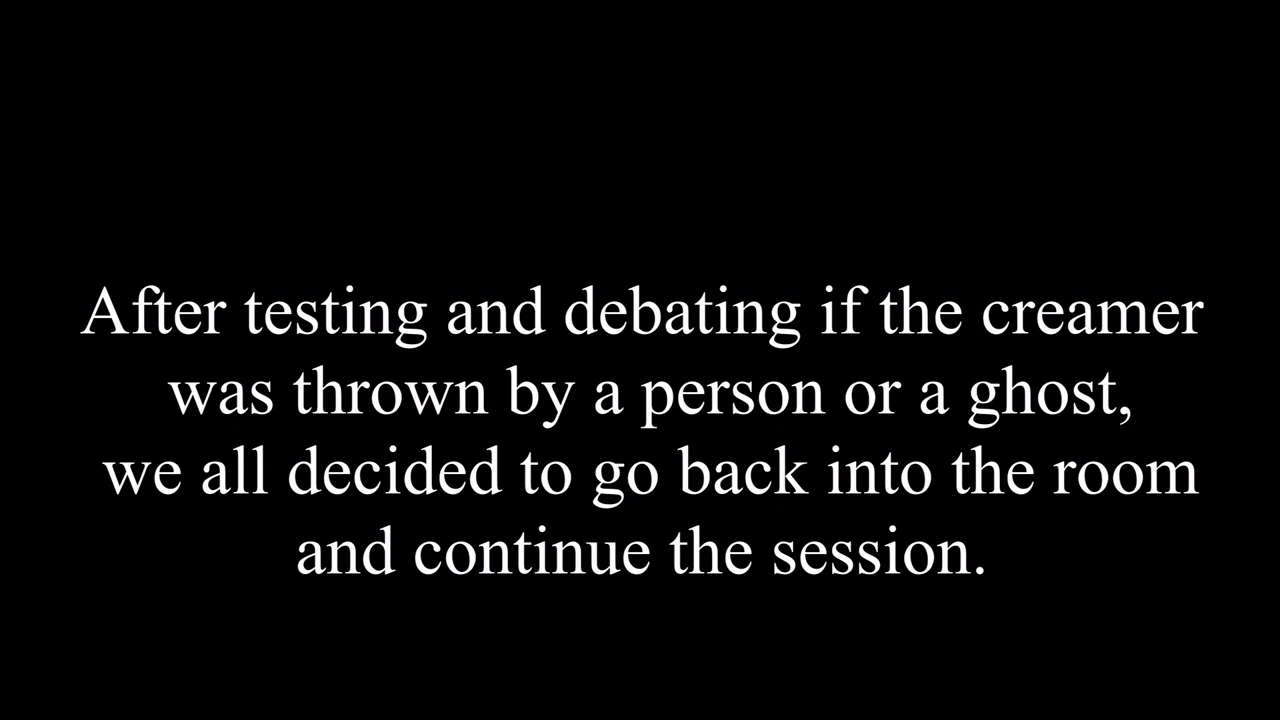 After testing and debating if the creamer
was thrown by a person or a ghost,
we all decided to go back into the room
and continue the session.